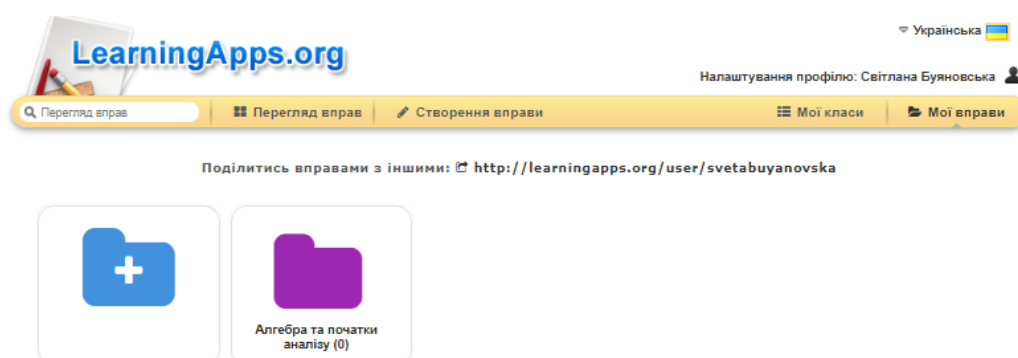 LearningApps.org
Українська
Налаштування профілю: Світлана Буяновська
Перегляд вправ
Перегляд вправ
Створення вправи
Мої класи
Мої вправи
Поділитись вправами з іншими: http://learningapps.org/user/svetabuyanovska
Алгебра та початки
аналізу (0)